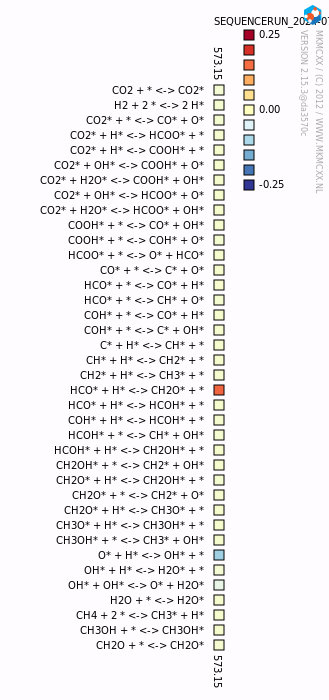 SEQUENCERUN_2024-07
0.25
0.00
-0.25
MKMCXX / (C) 2012 / WWW.MKMCXX.NL
VERSION 2.15.3@da3570c
573.15
CO2 + * <-> CO2*
H2 + 2 * <-> 2 H*
CO2* + * <-> CO* + O*
CO2* + H* <-> HCOO* + *
CO2* + H* <-> COOH* + *
CO2* + OH* <-> COOH* + O*
CO2* + H2O* <-> COOH* + OH*
CO2* + OH* <-> HCOO* + O*
CO2* + H2O* <-> HCOO* + OH*
COOH* + * <-> CO* + OH*
COOH* + * <-> COH* + O*
HCOO* + * <-> O* + HCO*
CO* + * <-> C* + O*
HCO* + * <-> CO* + H*
HCO* + * <-> CH* + O*
COH* + * <-> CO* + H*
COH* + * <-> C* + OH*
C* + H* <-> CH* + *
CH* + H* <-> CH2* + *
CH2* + H* <-> CH3* + *
HCO* + H* <-> CH2O* + *
HCO* + H* <-> HCOH* + *
COH* + H* <-> HCOH* + *
HCOH* + * <-> CH* + OH*
HCOH* + H* <-> CH2OH* + *
CH2OH* + * <-> CH2* + OH*
CH2O* + H* <-> CH2OH* + *
CH2O* + * <-> CH2* + O*
CH2O* + H* <-> CH3O* + *
CH3O* + H* <-> CH3OH* + *
CH3OH* + * <-> CH3* + OH*
O* + H* <-> OH* + *
OH* + H* <-> H2O* + *
OH* + OH* <-> O* + H2O*
H2O + * <-> H2O*
CH4 + 2 * <-> CH3* + H*
CH3OH + * <-> CH3OH*
CH2O + * <-> CH2O*
573.15